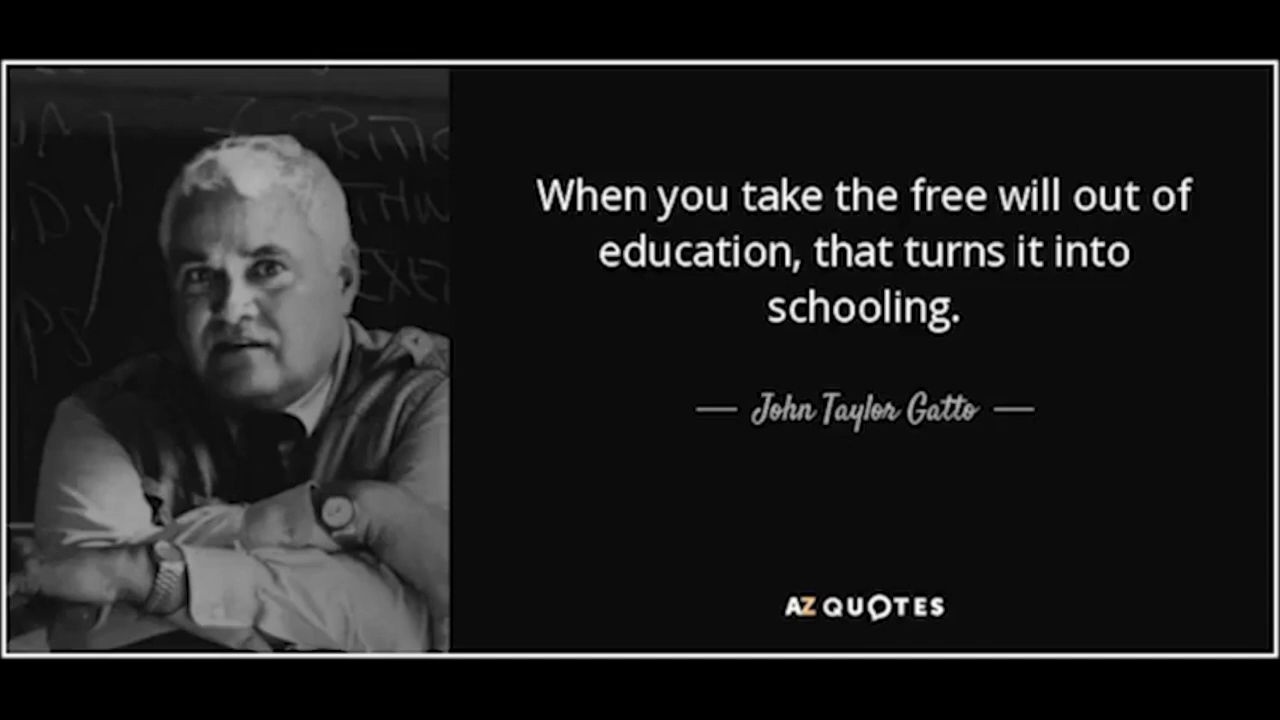 When you take the free will out of
education, that turns it into
schooling.
John Taylor Gatto
AZ QUOTES